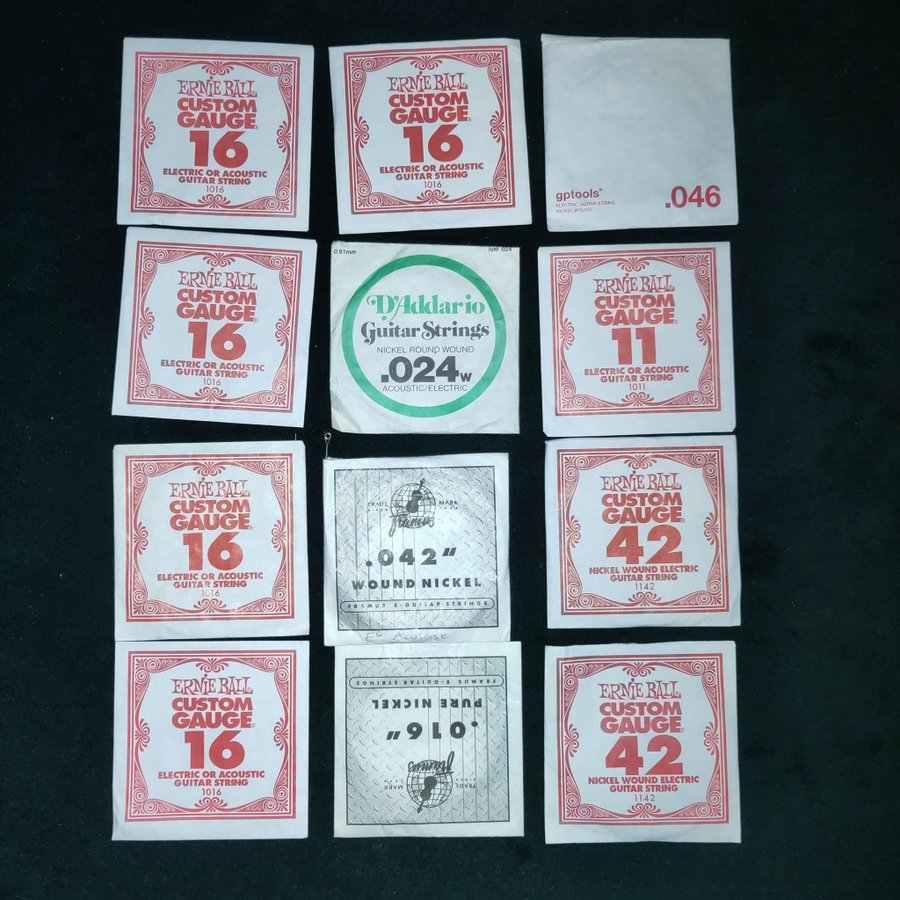 ERNIE BALL
CUSTOM
GAUGE®
16
ELECTRIC OR ACOUSTIC
GUITAR STRING
1016
ERNIE BALL
CUSTOM
GAUGE®
16
ELECTRIC OR ACOUSTIC
GUITAR STRING
1016
gptools®
ELECTRIC GUITAR STRING
NICKEL WOUND
.046
ERNIE BALL
CUSTOM
GAUGE®
16
ELECTRIC OR ACOUSTIC
GUITAR STRING
1016
0.61mm
NW .024
D'Addario
Guitar Strings
NICKEL ROUND WOUND
.024w
ACOUSTIC/ELECTRIC
ERNIE BALL
CUSTOM
GAUGE®
11
ELECTRIC OR ACOUSTIC
GUITAR STRING
1011
ERNIE BALL
CUSTOM
GAUGE®
16
ELECTRIC OR ACOUSTIC
GUITAR STRING
1016
TRADE MARK
Framus
.042"
WOUND NICKEL
FRAMUS E-GUITAR STRINGS
ERNIE BALL
CUSTOM
GAUGE®
42
NICKEL WOUND ELECTRIC
GUITAR STRING
1142
ERNIE BALL
CUSTOM
GAUGE®
16
ELECTRIC OR ACOUSTIC
GUITAR STRING
1016
TRADE MARK
Framus
.016"
PURE NICKEL
FRAMUS E-GUITAR STRINGS
ERNIE BALL
CUSTOM
GAUGE®
42
NICKEL WOUND ELECTRIC
GUITAR STRING
1142